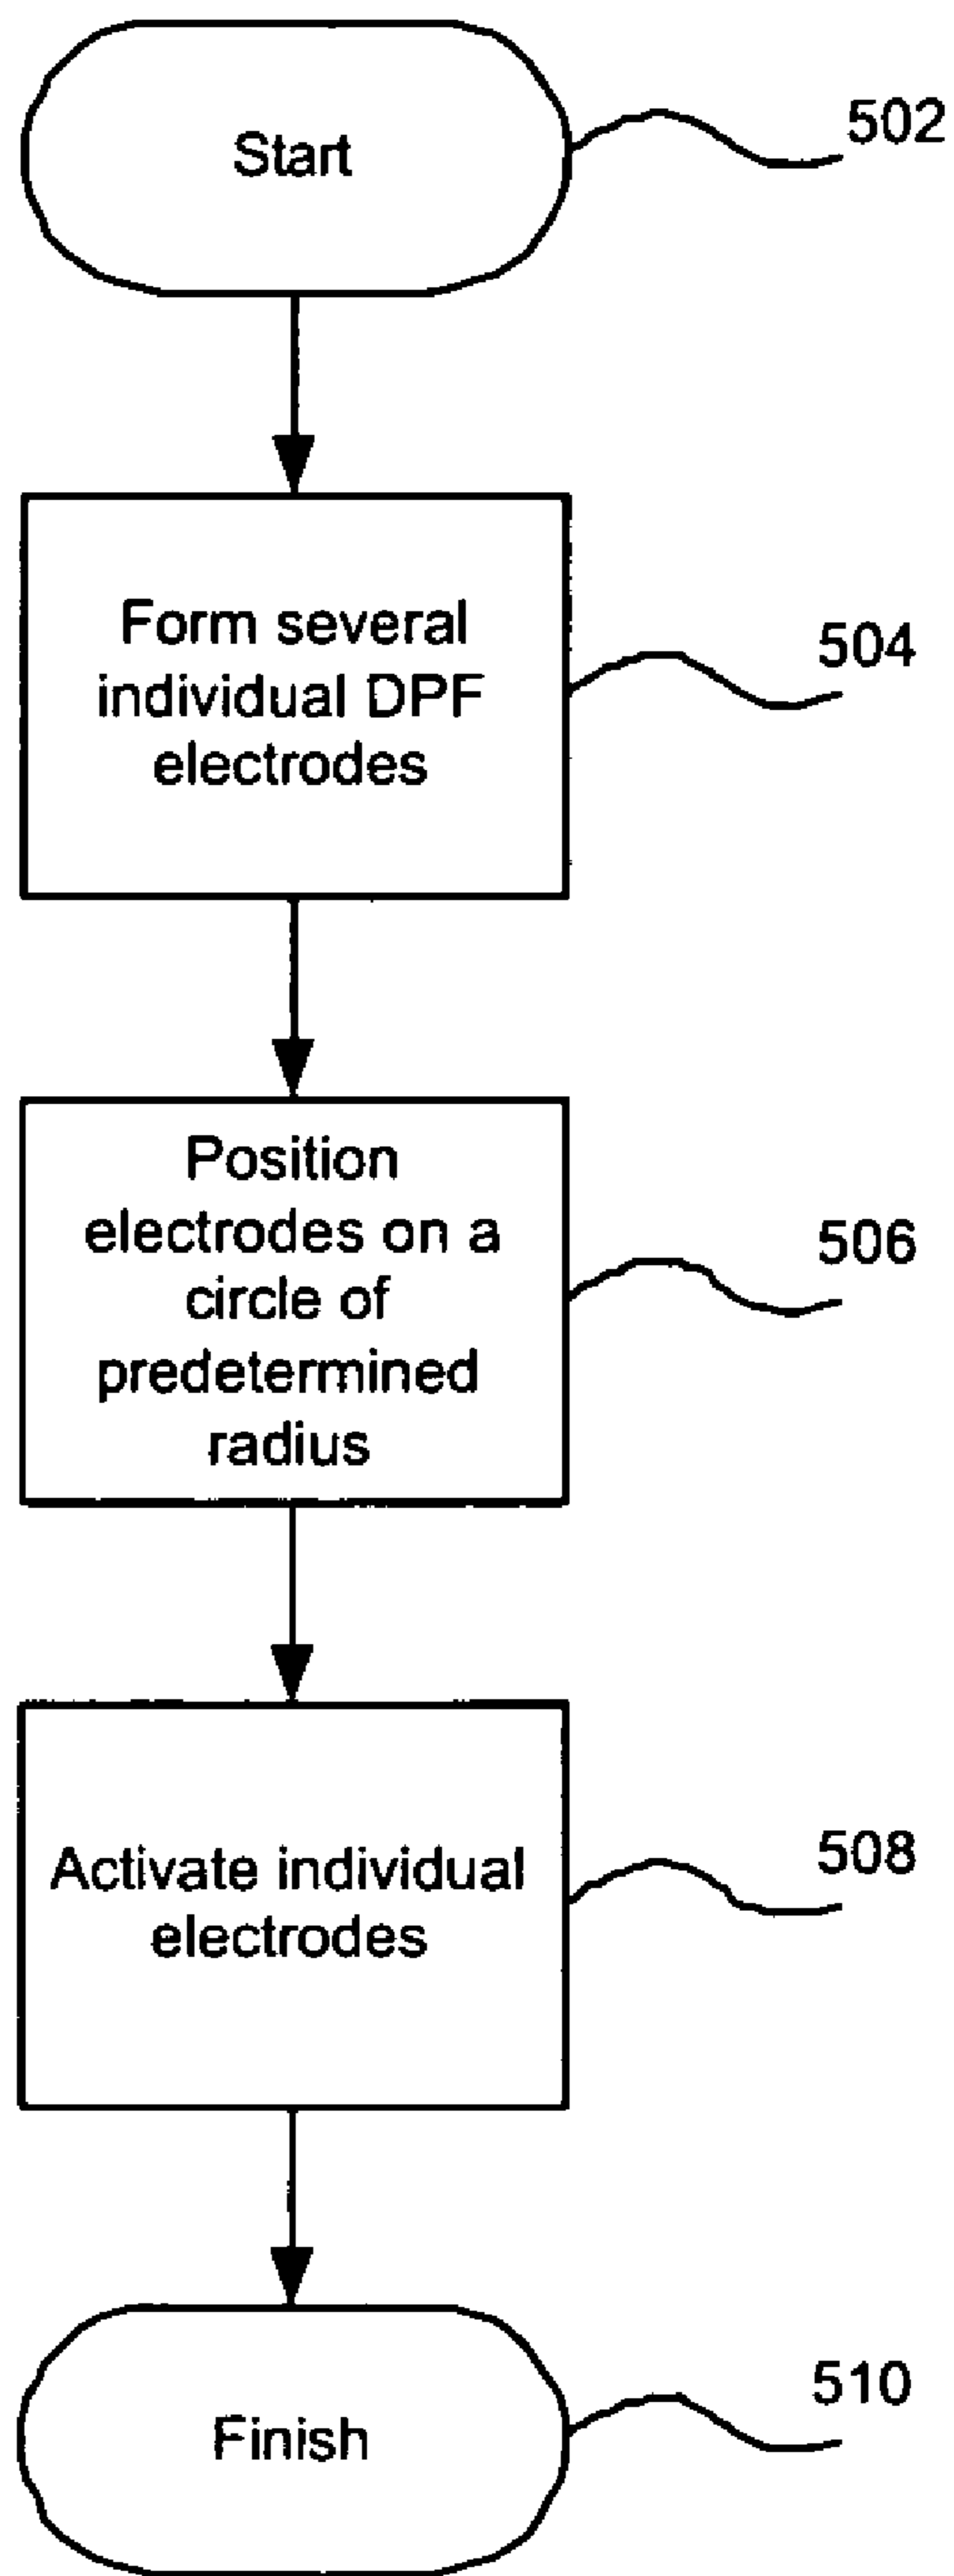 Start
502
Form several
individual DPF
electrodes
504
Position
electrodes on a
circle of
predetermined
radius
506
Activate individual
electrodes
508
Finish
510